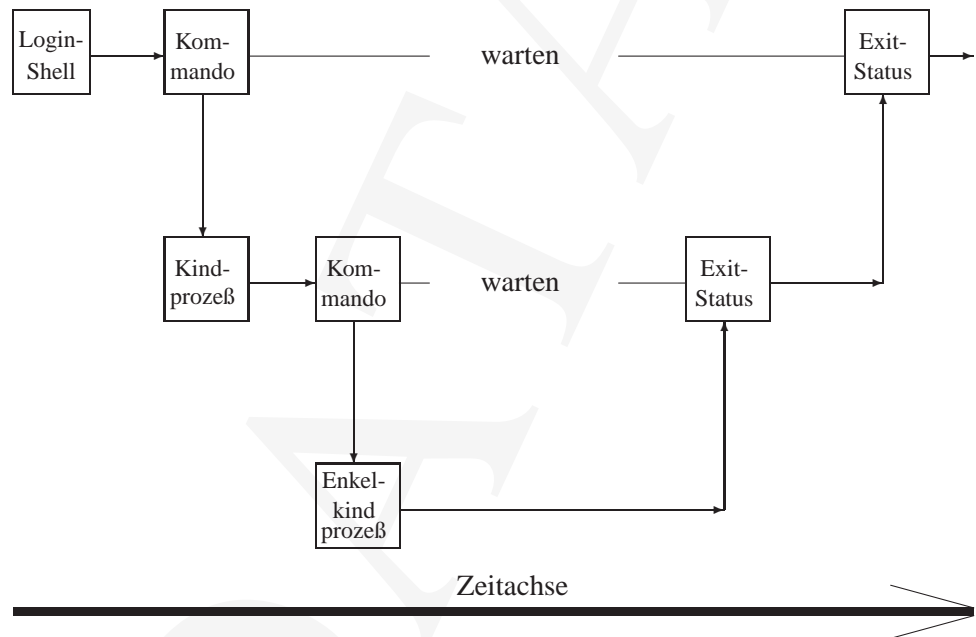 Login-
Shell
Kom-
mando
warten
Exit-
Status
Kind-
prozeß
Kom-
mando
warten
Exit-
Status
Enkel-
kind
prozeß
Zeitachse